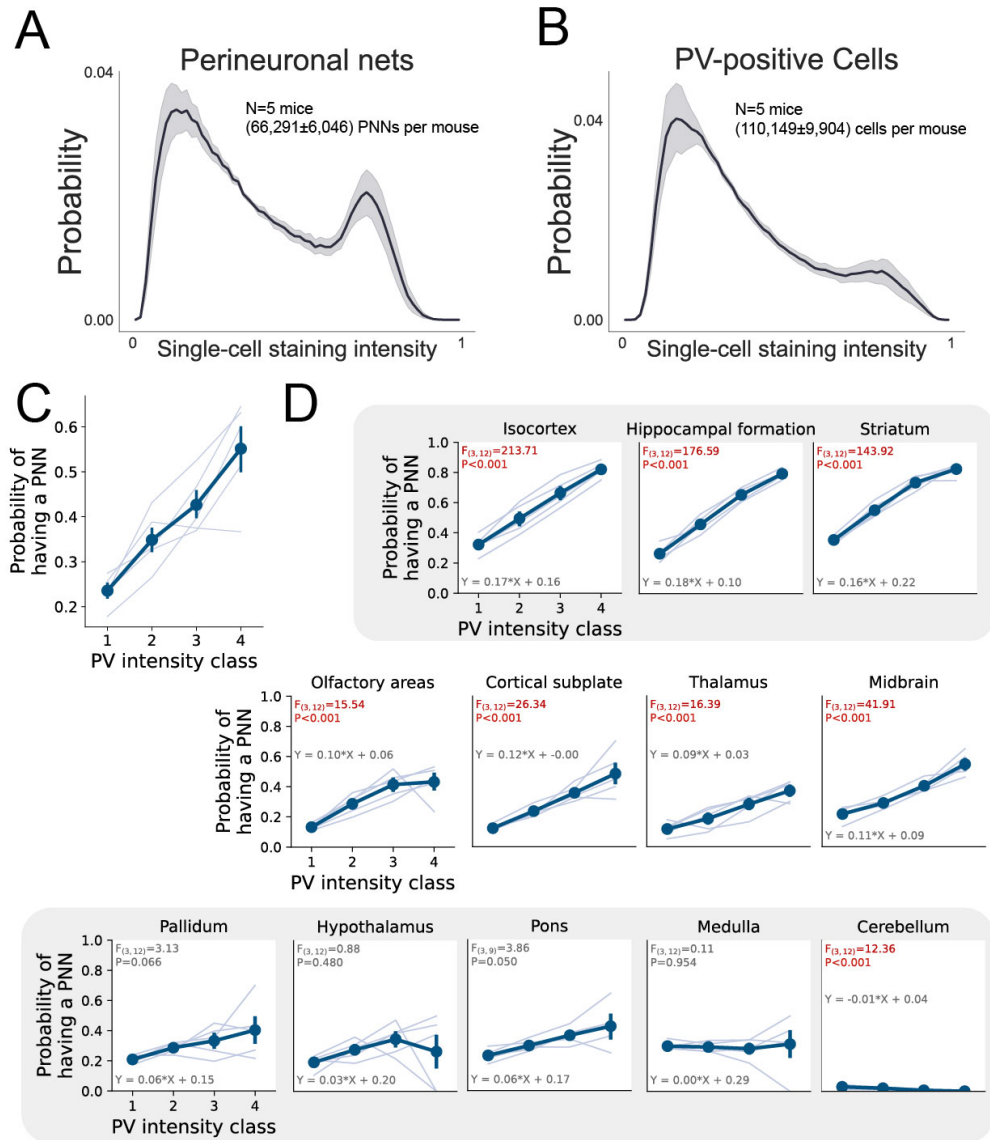 A
Perineuronal nets
0.04
N=5 mice
(66,291±6,046) PNNs per mouse
Probability
0.00
0
Single-cell staining intensity
1
B
PV-positive Cells
0.04
N=5 mice
(110,149±9,904) cells per mouse
Probability
0.00
0
Single-cell staining intensity
1
C
0.6
0.5
0.4
0.3
0.2
Probability of
having a PNN
1 2 3 4
PV intensity class
D
Isocortex
F(3,12)=213.71
P<0.001
Y = 0.17*X + 0.16
1.0
0.8
0.6
0.4
0.2
0.0
Probability of
having a PNN
1 2 3 4
PV intensity class
Hippocampal formation
F(3,12)=176.59
P<0.001
Y = 0.18*X + 0.10
Striatum
F(3,12)=143.92
P<0.001
Y = 0.16*X + 0.22
Olfactory areas
F(3,12)=15.54
P<0.001
Y = 0.10*X + 0.06
1.0
0.8
0.6
0.4
0.2
0.0
Probability of
having a PNN
1 2 3 4
PV intensity class
Cortical subplate
F(3,12)=26.34
P<0.001
Y = 0.12*X + -0.00
Thalamus
F(3,12)=16.39
P<0.001
Y = 0.09*X + 0.03
Midbrain
F(3,12)=41.91
P<0.001
Y = 0.11*X + 0.09
Pallidum
F(3,12)=3.13
P=0.066
Y = 0.06*X + 0.15
1.0
0.8
0.6
0.4
0.2
0.0
Probability of
having a PNN
1 2 3 4
PV intensity class
Hypothalamus
F(3,12)=0.88
P=0.480
Y = 0.03*X + 0.20
Pons
F(3,9)=3.86
P=0.050
Y = 0.06*X + 0.17
Medulla
F(3,12)=0.11
P=0.954
Y = 0.00*X + 0.29
Cerebellum
F(3,12)=12.36
P<0.001
Y = -0.01*X + 0.04